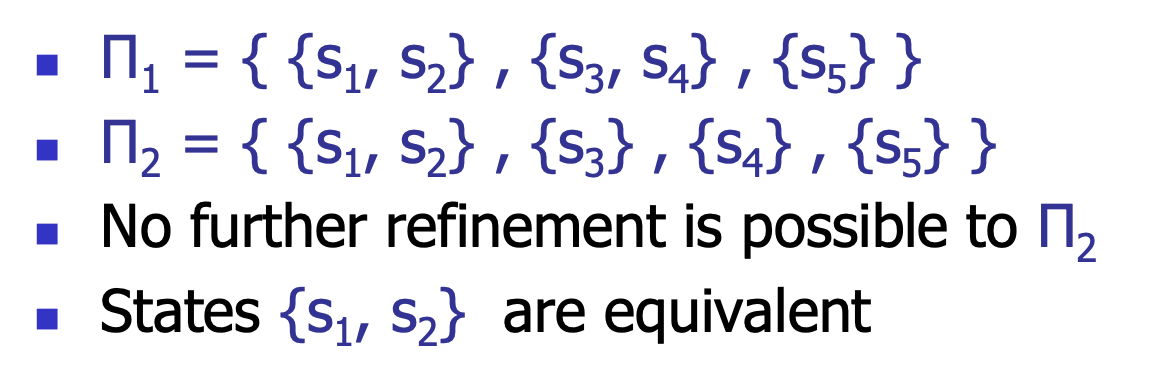 ▪ Π₁ = { {s₁, s₂} , {s₃, s₄} , {s₅} }
▪ Π₂ = { {s₁, s₂} , {s₃} , {s₄} , {s₅} }
▪ No further refinement is possible to Π₂
▪ States {s₁, s₂} are equivalent